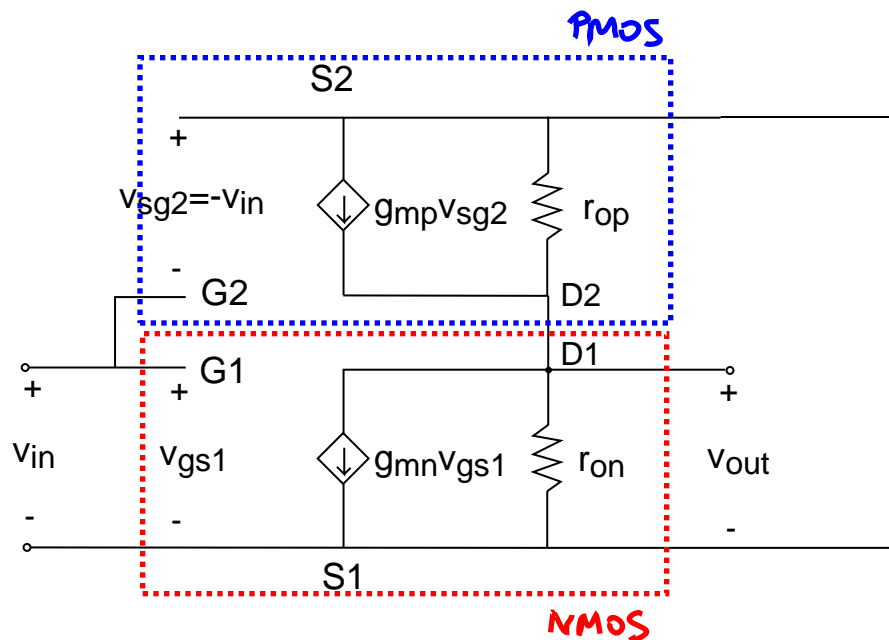 PMOS
S2
+
vsg2=-vin
gmpvsg2
rop
-
G2
D2
G1
D1
+
+
+
vin
vgs1
gmnvgs1
ron
vout
-
-
-
S1
NMOS